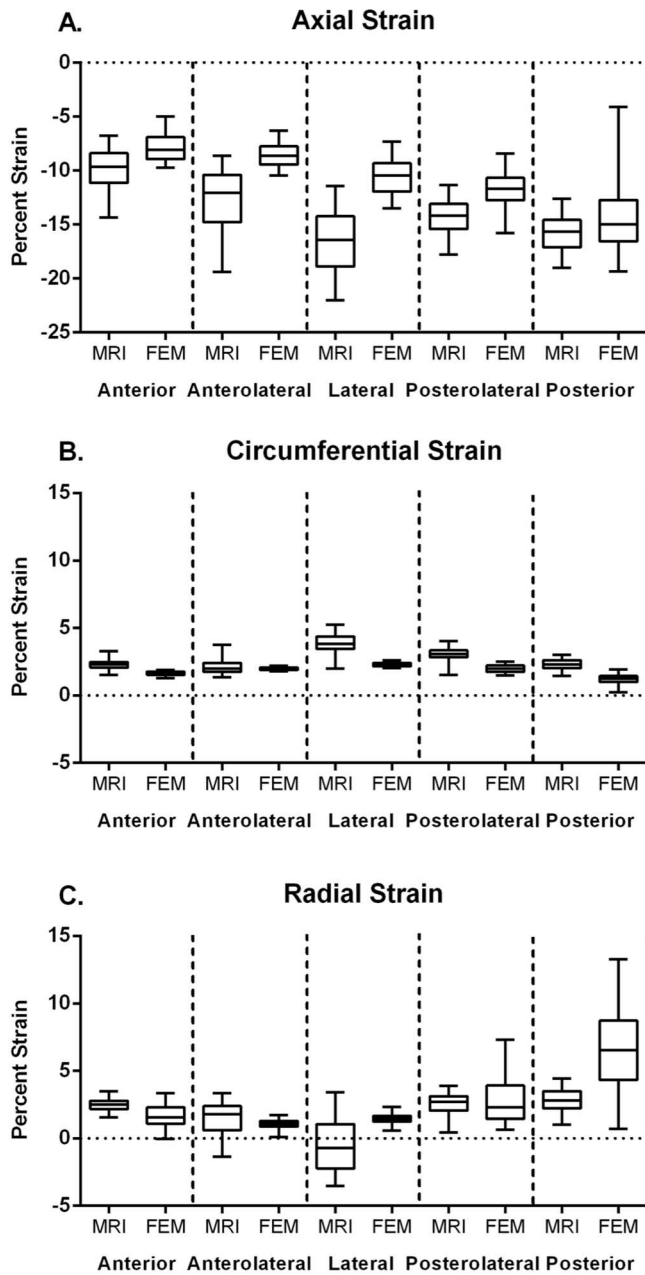 A. Axial Strain
Percent Strain
0
-5
-10
-15
-20
-25
MRI FEM MRI FEM MRI FEM MRI FEM MRI FEM
Anterior Anterolateral Lateral Posterolateral Posterior
B. Circumferential Strain
Percent Strain
15
10
5
0
-5
MRI FEM MRI FEM MRI FEM MRI FEM MRI FEM
Anterior Anterolateral Lateral Posterolateral Posterior
C. Radial Strain
Percent Strain
15
10
5
0
-5
MRI FEM MRI FEM MRI FEM MRI FEM MRI FEM
Anterior Anterolateral Lateral Posterolateral Posterior